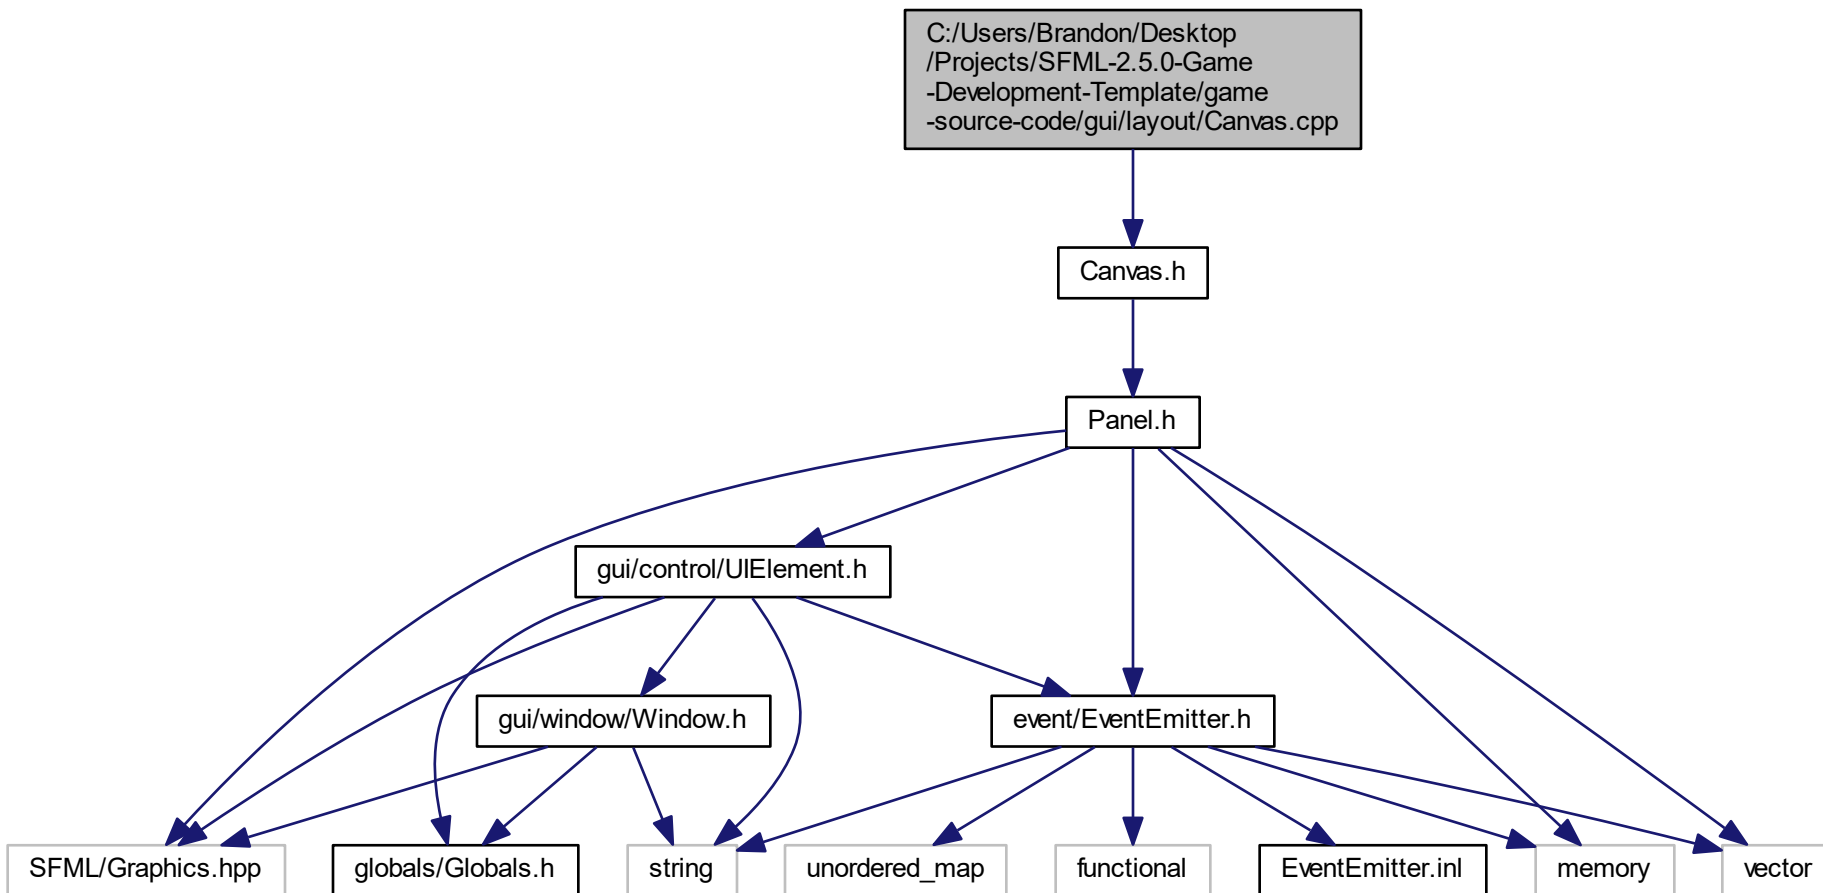 C:/Users/Brandon/Desktop
/Projects/SFML-2.5.0-Game
-Development-Template/game
-source-code/gui/layout/Canvas.cpp
Canvas.h
Panel.h
gui/control/UIElement.h
gui/window/Window.h
event/EventEmitter.h
SFML/Graphics.hpp
globals/Globals.h
string
unordered_map
functional
EventEmitter.inl
memory
vector